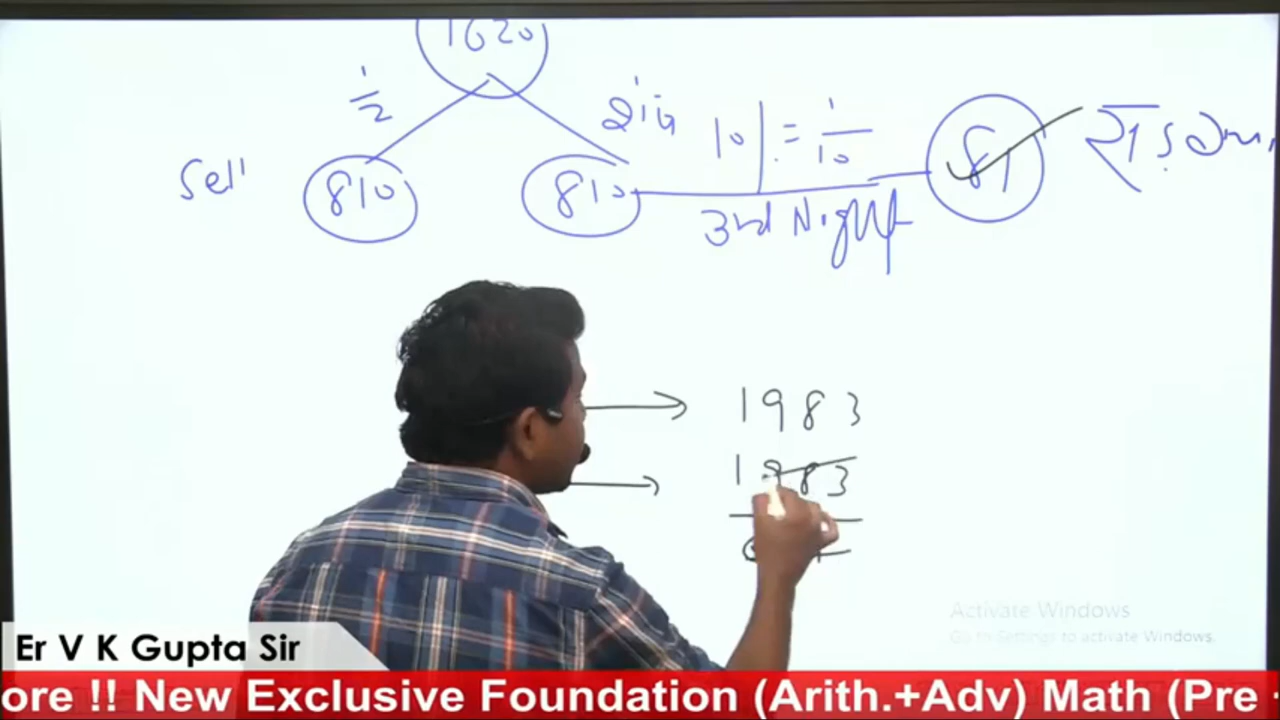 1620
1/2
10 | = 1/10
81
Sell
810
810
3rd Night
1983
1983
Activate Windows
Go to Settings to activate Windows.
Er V K Gupta Sir
ore !! New Exclusive Foundation (Arith.+Adv) Math (Pre